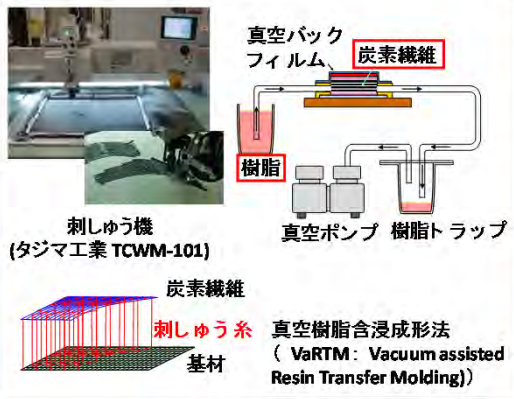 真空バック
フィルム、
炭素繊維
樹脂
真空ポンプ
樹脂トラップ
刺しゅう機
(タジマ工業 TCWM-101)
炭素繊維
刺しゅう糸
基材
真空樹脂含浸成形法
( VaRTM: Vacuum assisted
Resin Transfer Molding))